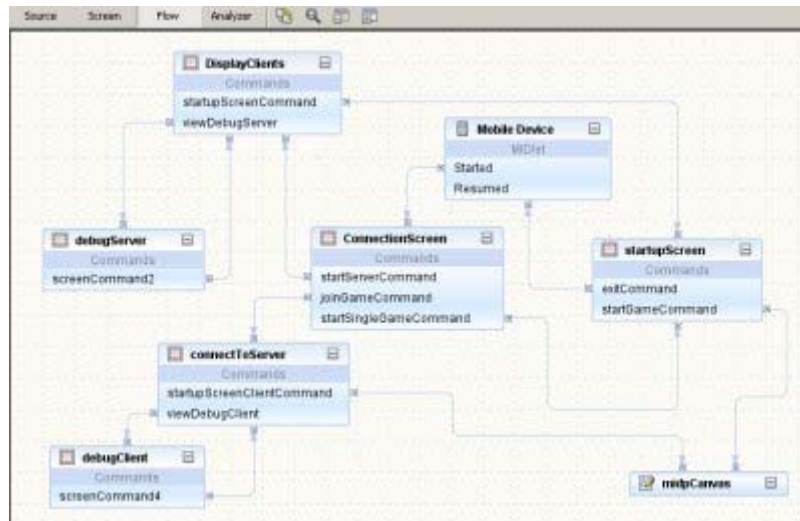 Source Screen Flow Analyzer
DisplayClients
Commands
startupScreenCommand
viewDebugServer
Mobile Device
MIDlet
Started
Resumed
debugServer
Commands
screenCommand2
ConnectionScreen
Commands
startServerCommand
joinGameCommand
startSingleGameCommand
startupScreen
Commands
exitCommand
startGameCommand
connectToServer
Commands
startupScreenClientCommand
viewDebugClient
debugClient
Commands
screenCommand4
midpCanvas